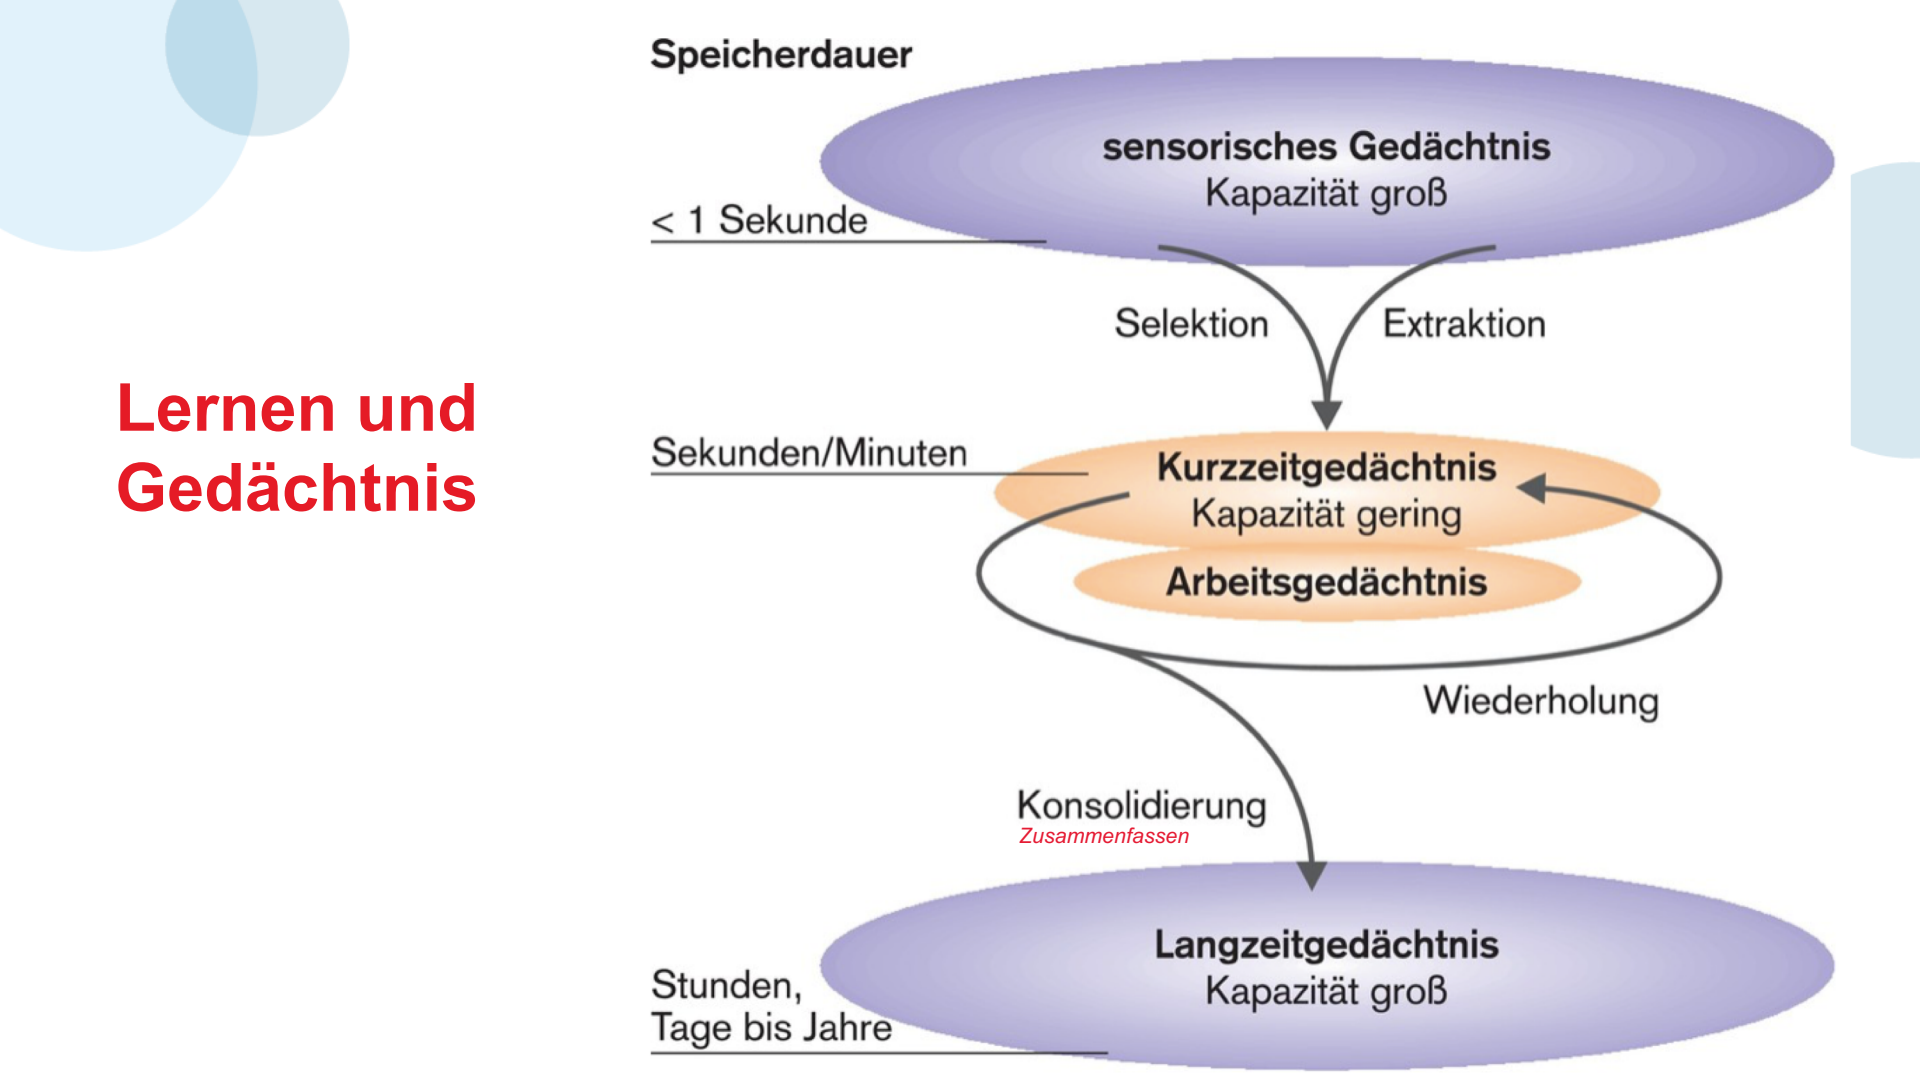 Lernen und
Gedächtnis
Speicherdauer
sensorisches Gedächtnis
Kapazität groß
< 1 Sekunde
Selektion
Extraktion
Sekunden/Minuten
Kurzzeitgedächtnis
Kapazität gering
Arbeitsgedächtnis
Wiederholung
Konsolidierung
Zusammenfassen
Langzeitgedächtnis
Kapazität groß
Stunden,
Tage bis Jahre